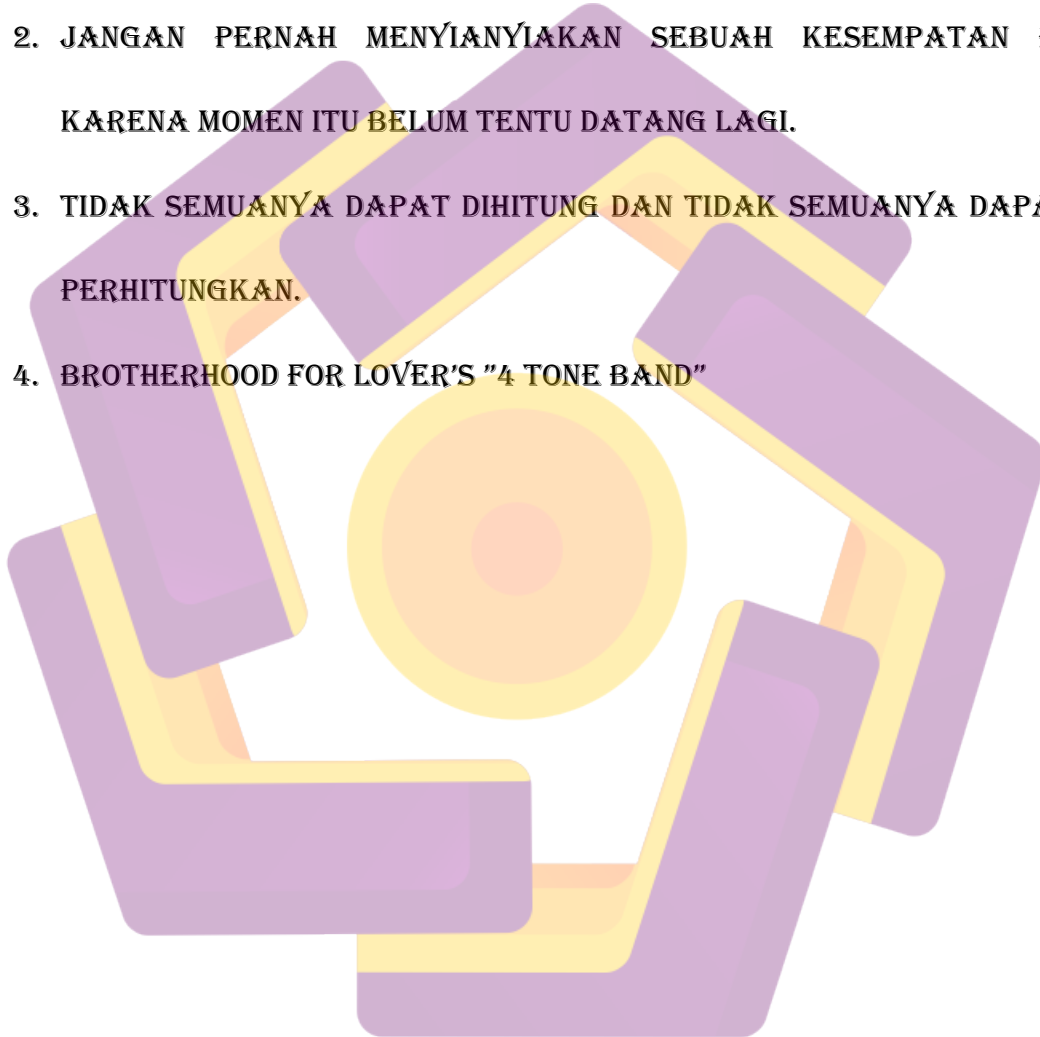 2. JANGAN PERNAH MENYIANYIAKAN SEBUAH KESEMPATAN
KARENA MOMEN ITU BELUM TENTU DATANG LAGI.
3. TIDAK SEMUANYA DAPAT DIHITUNG DAN TIDAK SEMUANYA DAPA
PERHITUNGKAN.
4. BROTHERHOOD FOR LOVER’S ”4 TONE BAND”